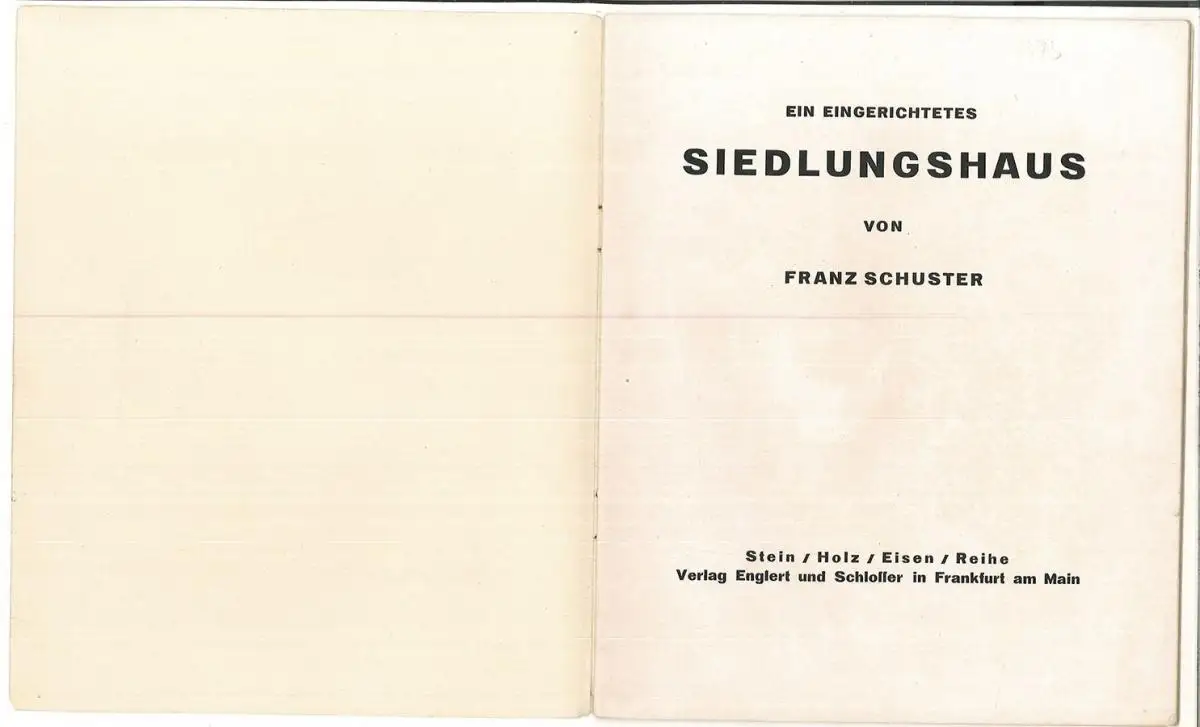 EIN EINGERICHTETES
SIEDLUNGSHAUS
VON
FRANZ SCHUSTER
Stein / Holz / Eisen / Reihe
Verlag Englert und Schloſſer in Frankfurt am Main